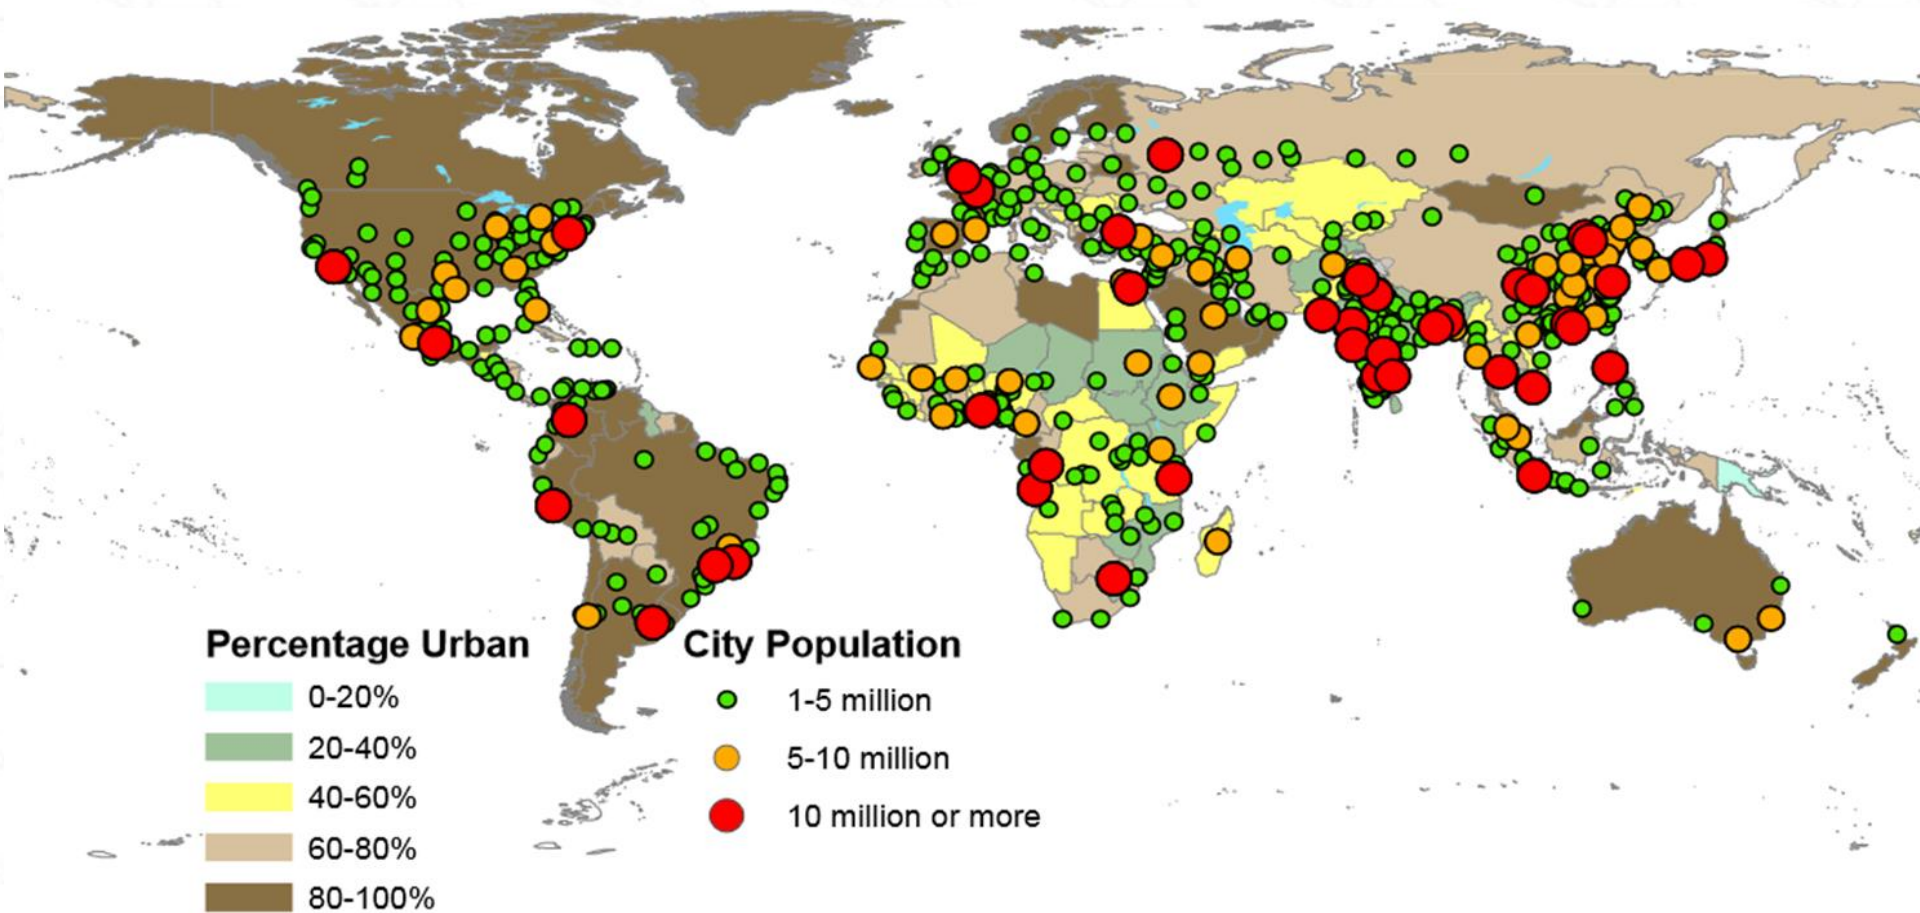 Percentage Urban
0-20%
20-40%
40-60%
60-80%
80-100%
City Population
1-5 million
5-10 million
10 million or more